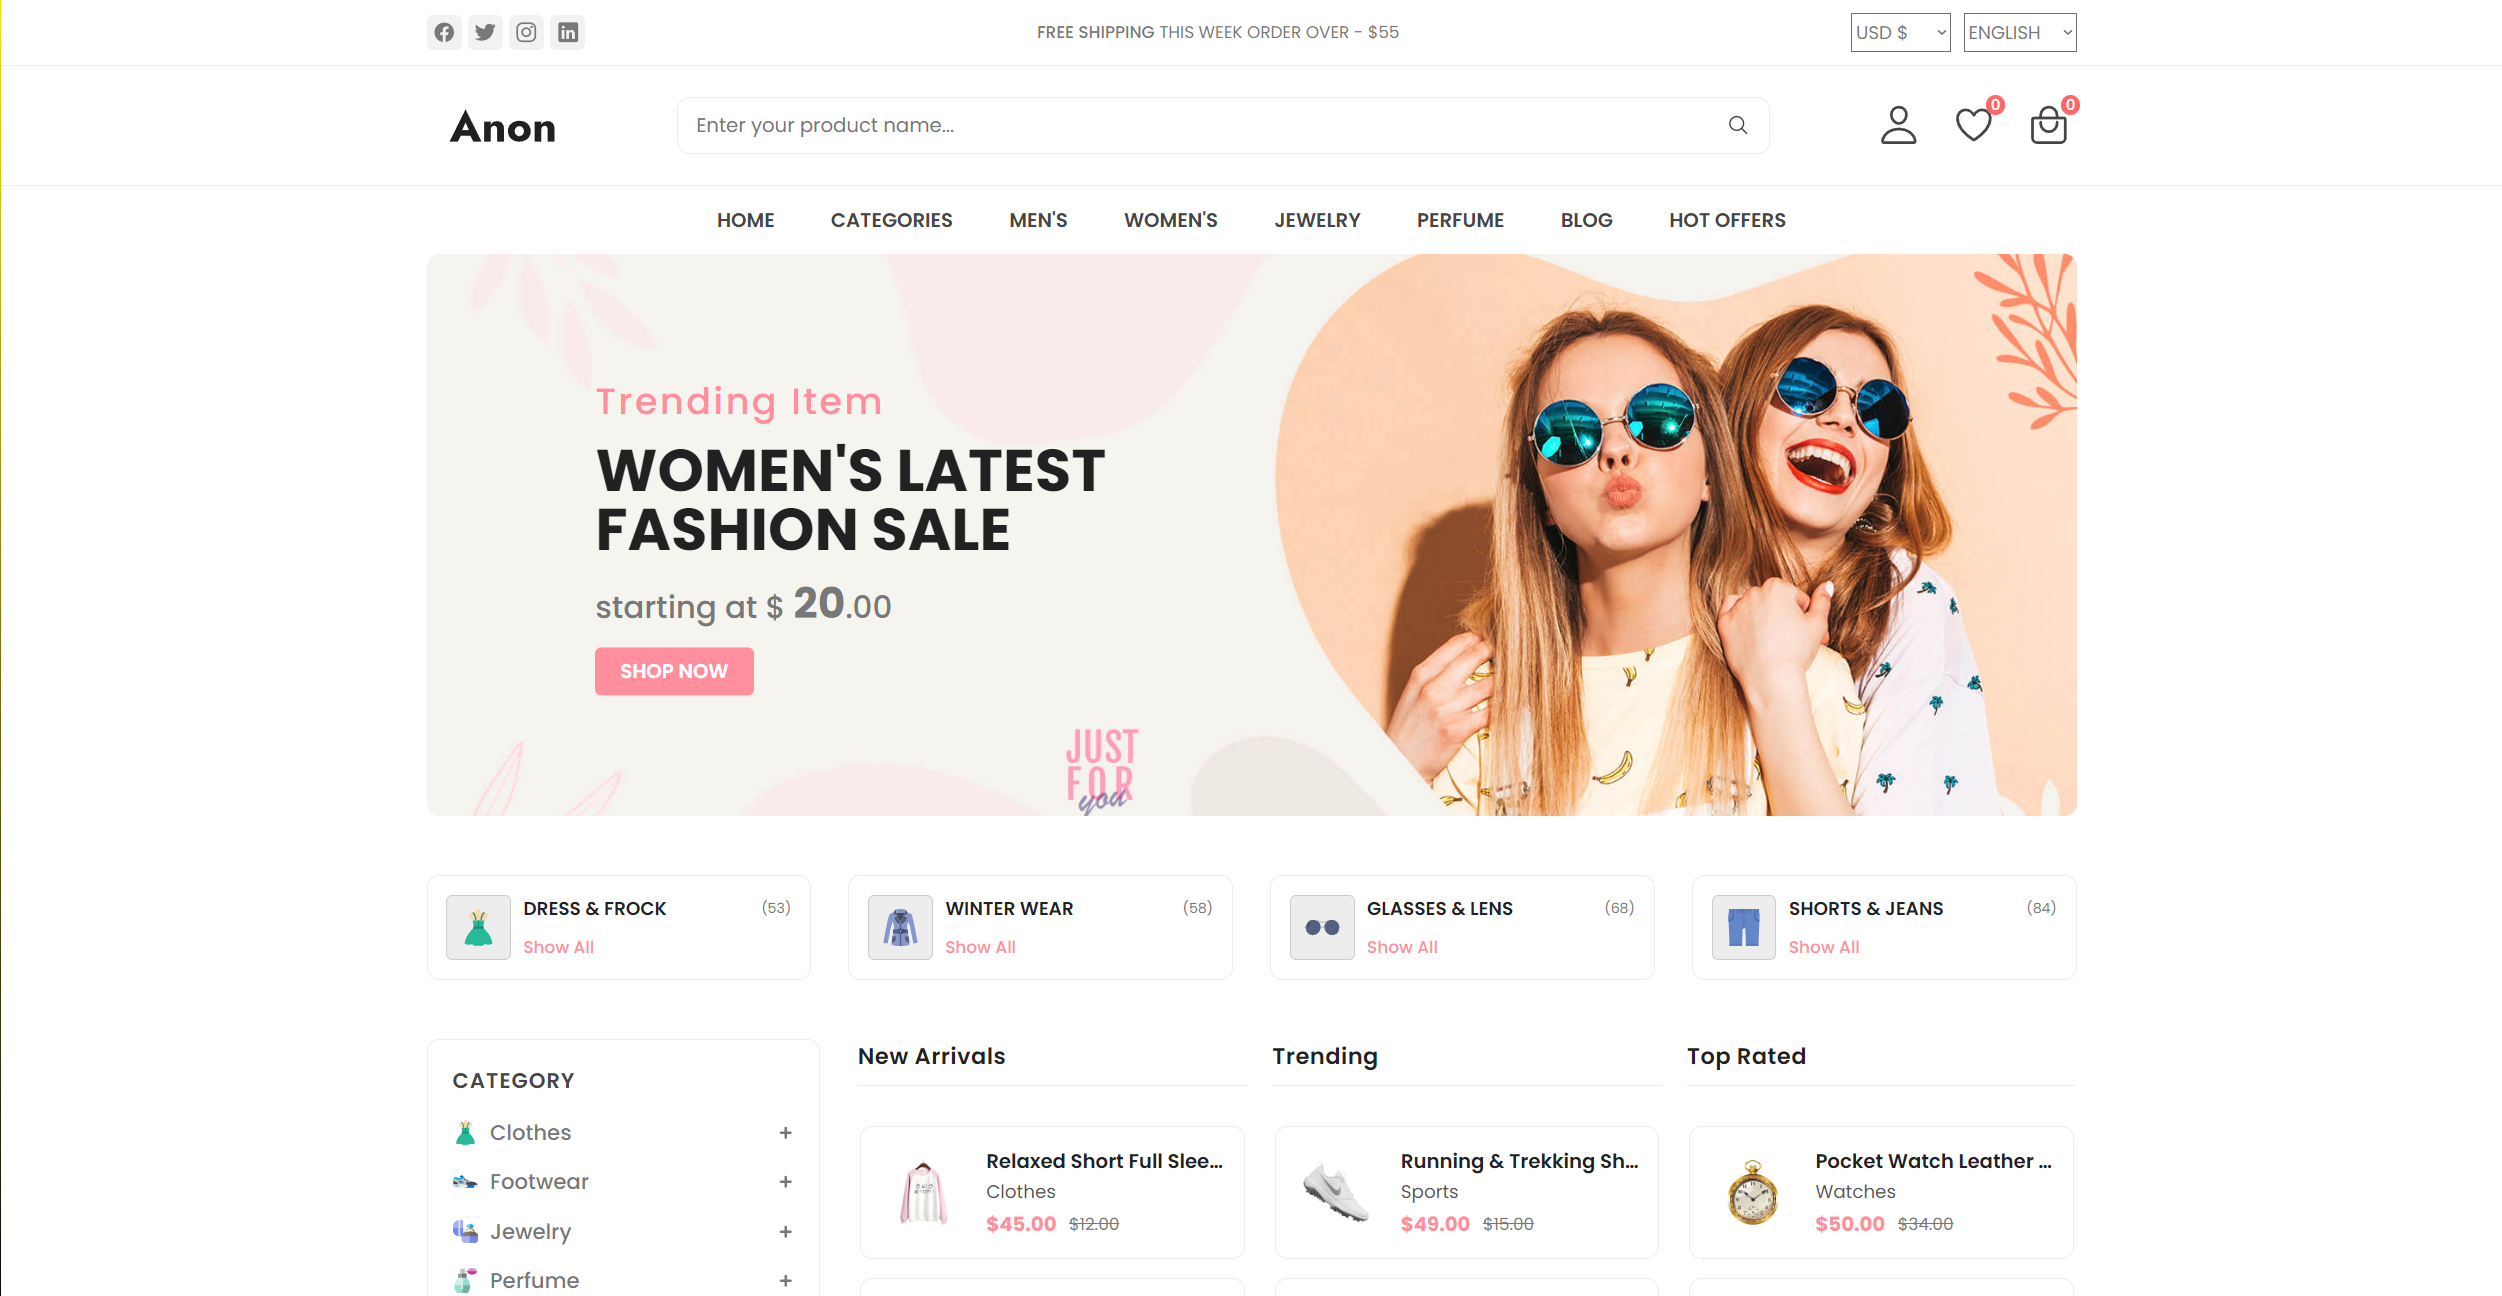 FREE SHIPPING THIS WEEK ORDER OVER - $55
USD $
ENGLISH
Anon
Enter your product name...
0
0
HOME
CATEGORIES
MEN'S
WOMEN'S
JEWELRY
PERFUME
BLOG
HOT OFFERS
Trending Item
WOMEN'S LATEST
FASHION SALE
starting at $ 20.00
SHOP NOW
JUST
FOR
you
DRESS & FROCK
(53)
Show All
WINTER WEAR
(58)
Show All
GLASSES & LENS
(68)
Show All
SHORTS & JEANS
(84)
Show All
CATEGORY
Clothes
+
Footwear
+
Jewelry
+
Perfume
+
New Arrivals
Relaxed Short Full Slee...
Clothes
$45.00 $12.00
Trending
Running & Trekking Sh...
Sports
$49.00 $15.00
Top Rated
Pocket Watch Leather ...
Watches
$50.00 $34.00